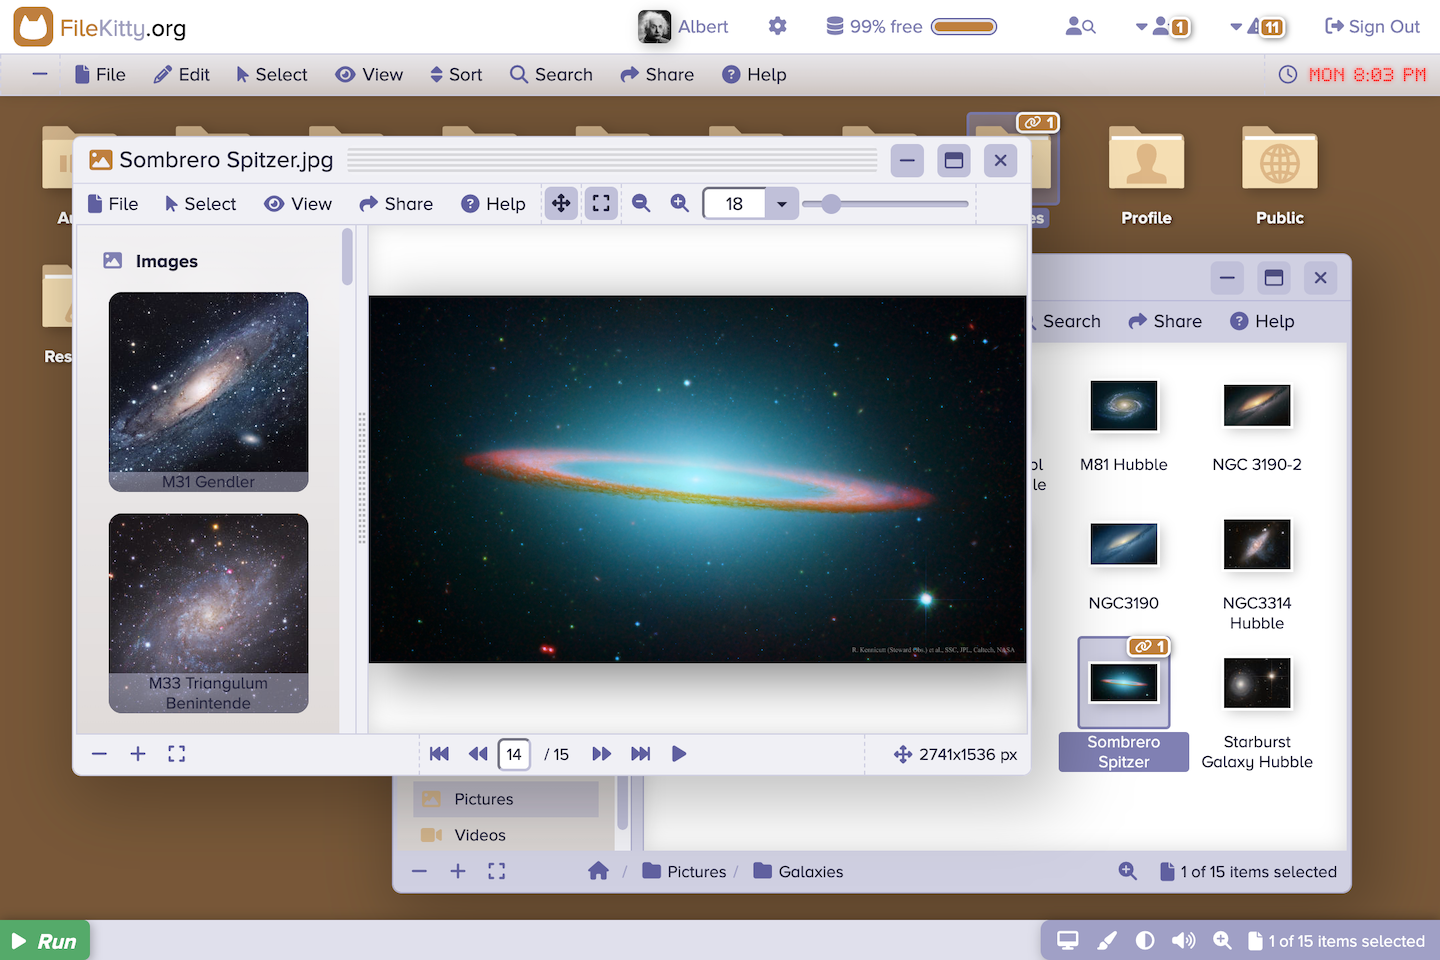 FileKitty.org
Albert
99% free
1
11
Sign Out
File
Edit
Select
View
Sort
Search
Share
Help
MON 8:03 PM
1
Profile
Public
Sombrero Spitzer.jpg
File
Select
View
Share
Help
18
Images
M31 Gendler
M33 Triangulum
Benintende
R. Kennicutt (Steward Obs.) et al., SSC, JPL, Caltech, NASA
14
/ 15
2741x1536 px
Search
Share
Help
M81 Hubble
NGC 3190-2
NGC3190
NGC3314
Hubble
1
Sombrero
Spitzer
Starburst
Galaxy Hubble
Pictures
Videos
/
Pictures
/
Galaxies
1 of 15 items selected
Run
1 of 15 items selected